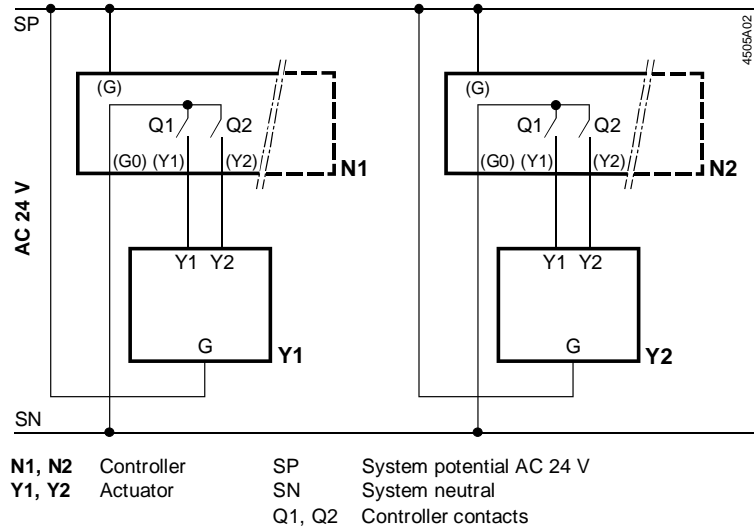 SP
4505A02
(G)
(G)
Q1 Q2
Q1 Q2
(G0) (Y1) (Y2) N1
(G0) (Y1) (Y2) N2
AC 24 V
Y1 Y2
Y1 Y2
G Y1
G Y2
SN
N1, N2 Controller SP System potential AC 24 V
Y1, Y2 Actuator SN System neutral
Q1, Q2 Controller contacts